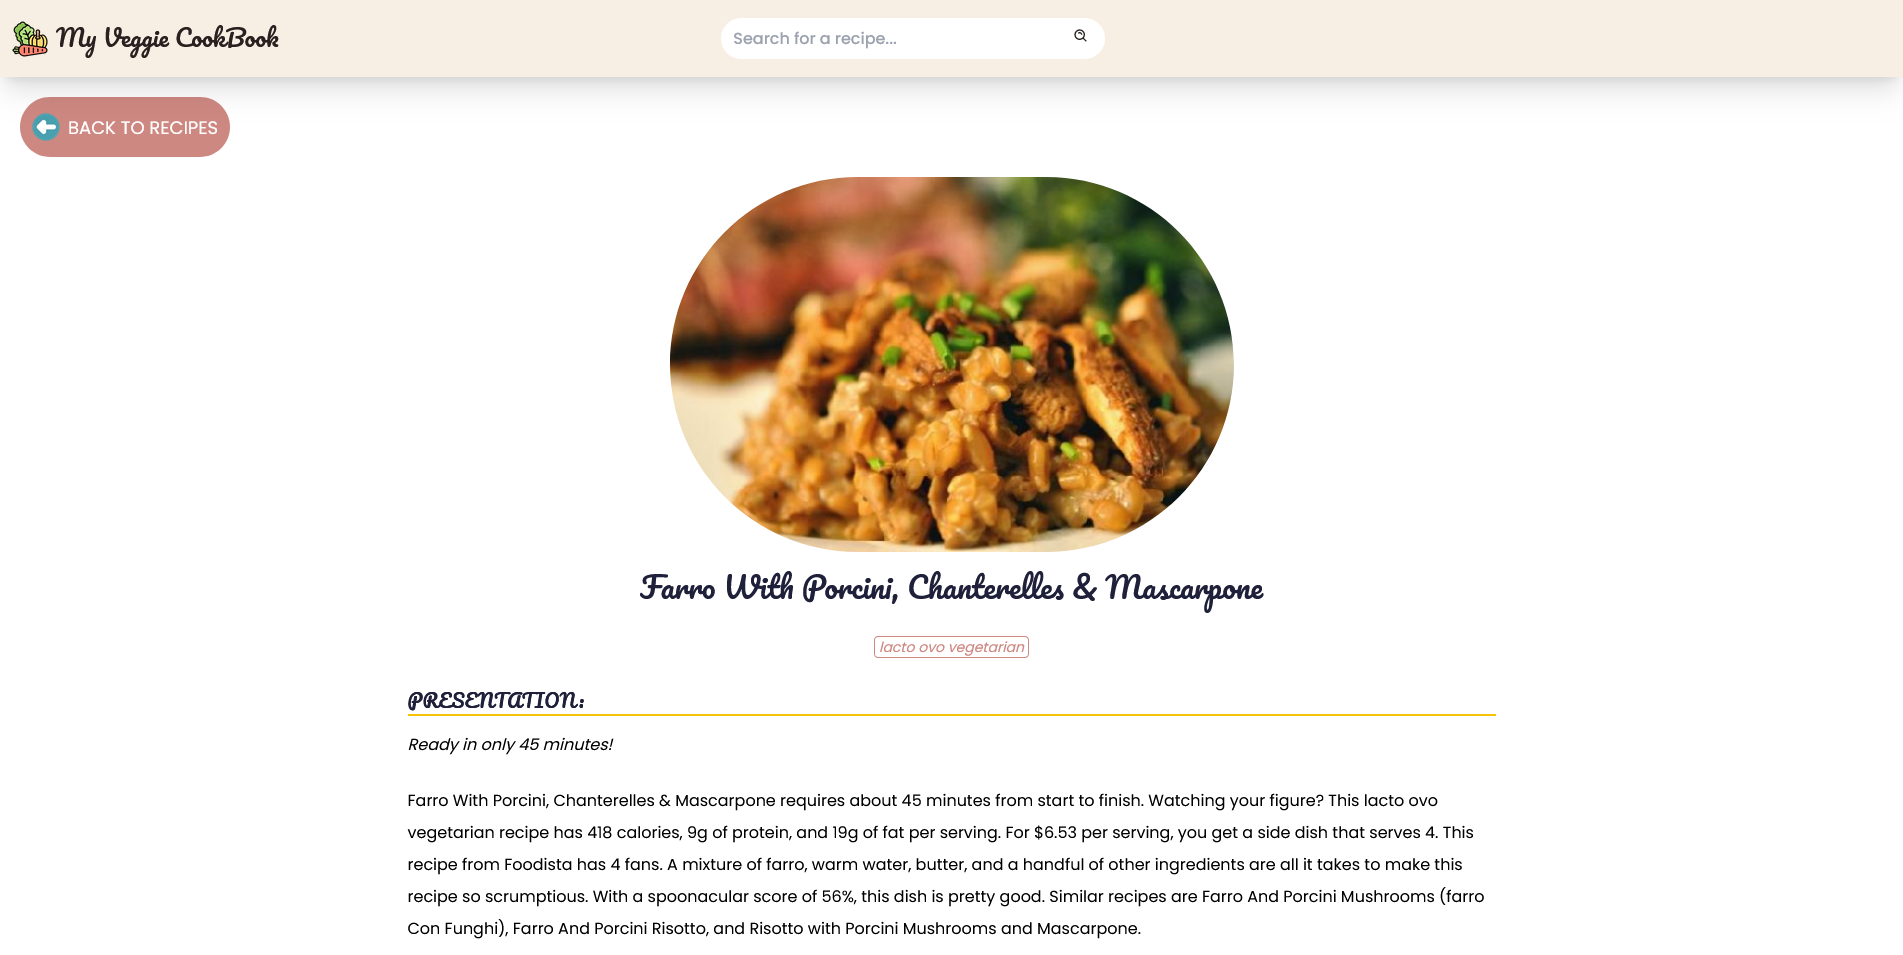 My Veggie CookBook
Search for a recipe...
BACK TO RECIPES
Farro With Porcini, Chanterelles & Mascarpone
lacto ovo vegetarian
PRESENTATION:
Ready in only 45 minutes!
Farro With Porcini, Chanterelles & Mascarpone requires about 45 minutes from start to finish. Watching your figure? This lacto ovo
vegetarian recipe has 418 calories, 9g of protein, and 19g of fat per serving. For $6.53 per serving, you get a side dish that serves 4. This
recipe from Foodista has 4 fans. A mixture of farro, warm water, butter, and a handful of other ingredients are all it takes to make this
recipe so scrumptious. With a spoonacular score of 56%, this dish is pretty good. Similar recipes are Farro And Porcini Mushrooms (farro
Con Funghi), Farro And Porcini Risotto, and Risotto with Porcini Mushrooms and Mascarpone.